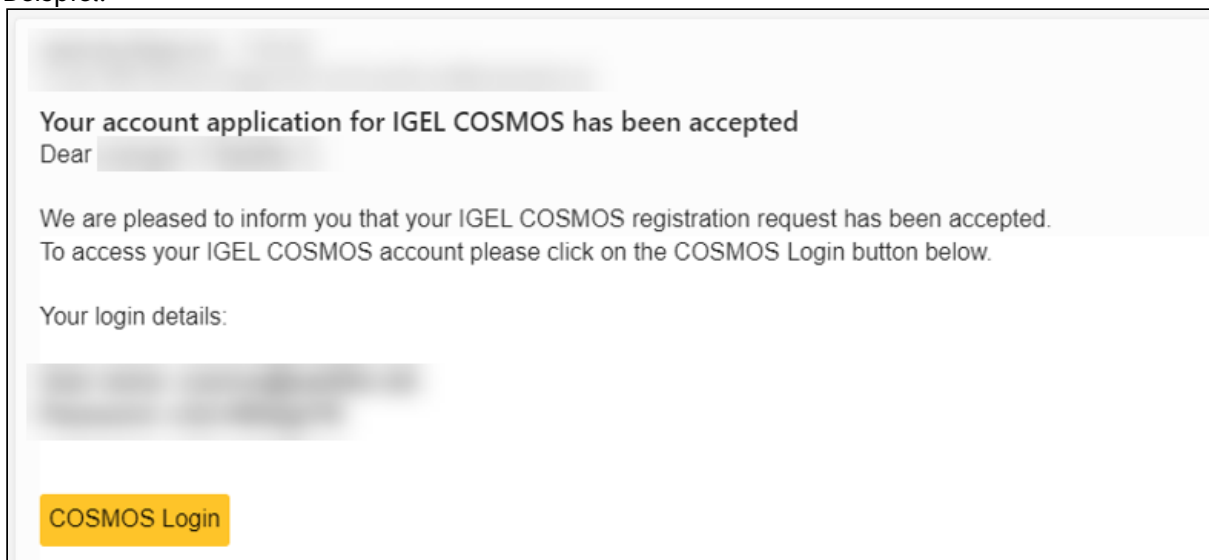 Your account application for IGEL COSMOS has been accepted
Dear
We are pleased to inform you that your IGEL COSMOS registration request has been accepted.
To access your IGEL COSMOS account please click on the COSMOS Login button below.
Your login details:
COSMOS Login